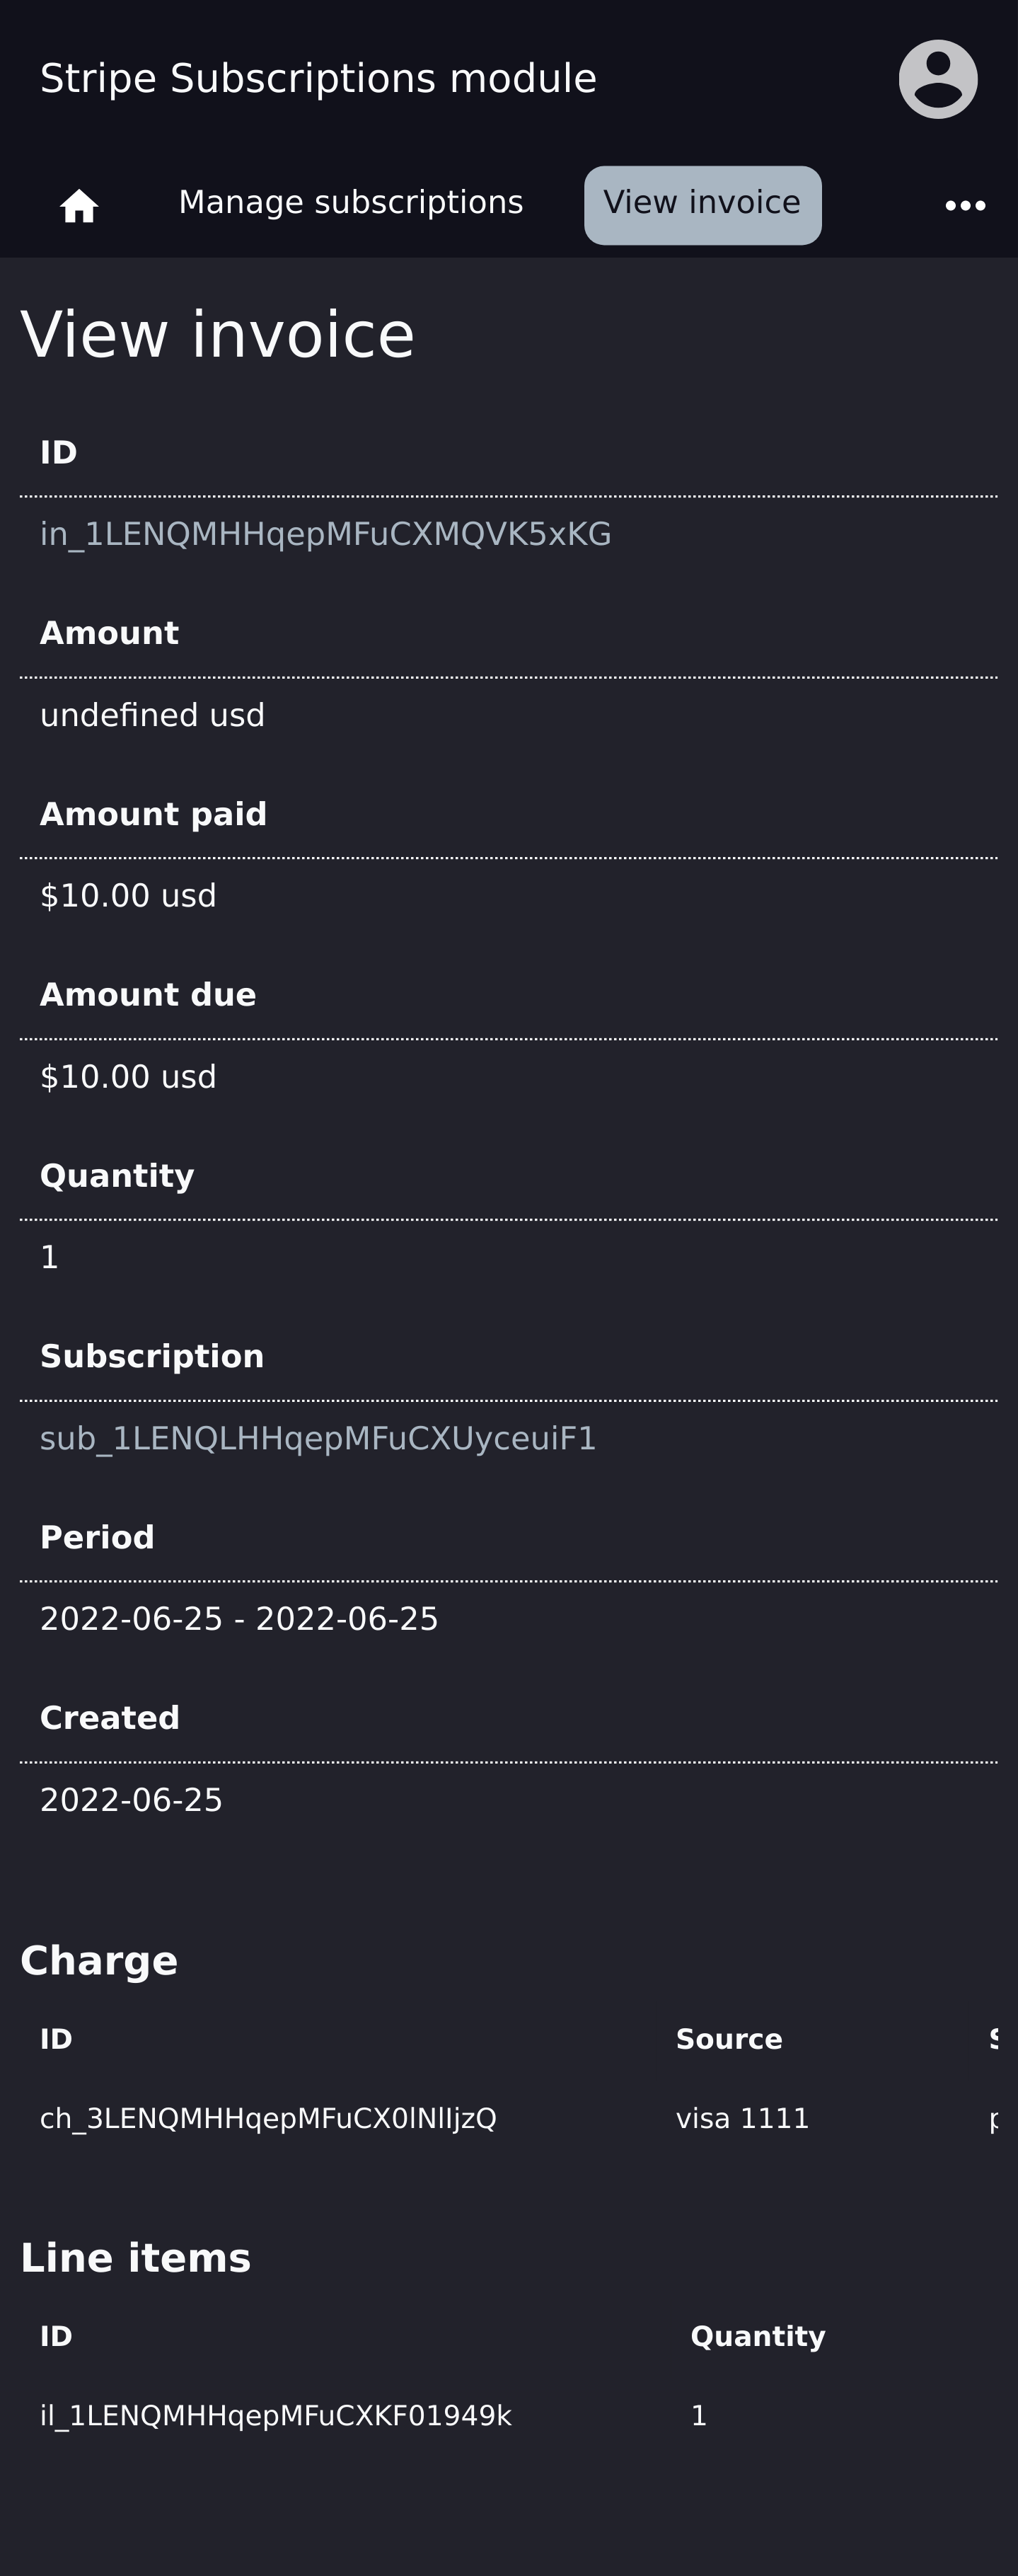 Stripe Subscriptions module
Manage subscriptions View invoice
View invoice
ID
in_1LENQMHHqepMFuCXMQVK5xKG
Amount
undefined usd
Amount paid
$10.00 usd
Amount due
$10.00 usd
Quantity
1
Subscription
sub_1LENQLHHqepMFuCXUyceuiF1
Period
2022-06-25 - 2022-06-25
Created
2022-06-25
Charge
ID Source
ch_3LENQMHHqepMFuCX0lNlIjzQ visa 1111
Line items
ID Quantity
il_1LENQMHHqepMFuCXKF01949k 1